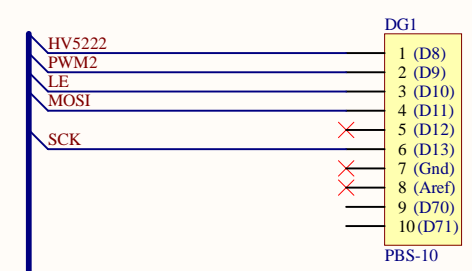 DG1
HV5222
1 (D8)
PWM2
2 (D9)
LE
3 (D10)
MOSI
4 (D11)
5 (D12)
SCK
6 (D13)
7 (Gnd)
8 (Aref)
9 (D70)
10(D71)
PBS-10